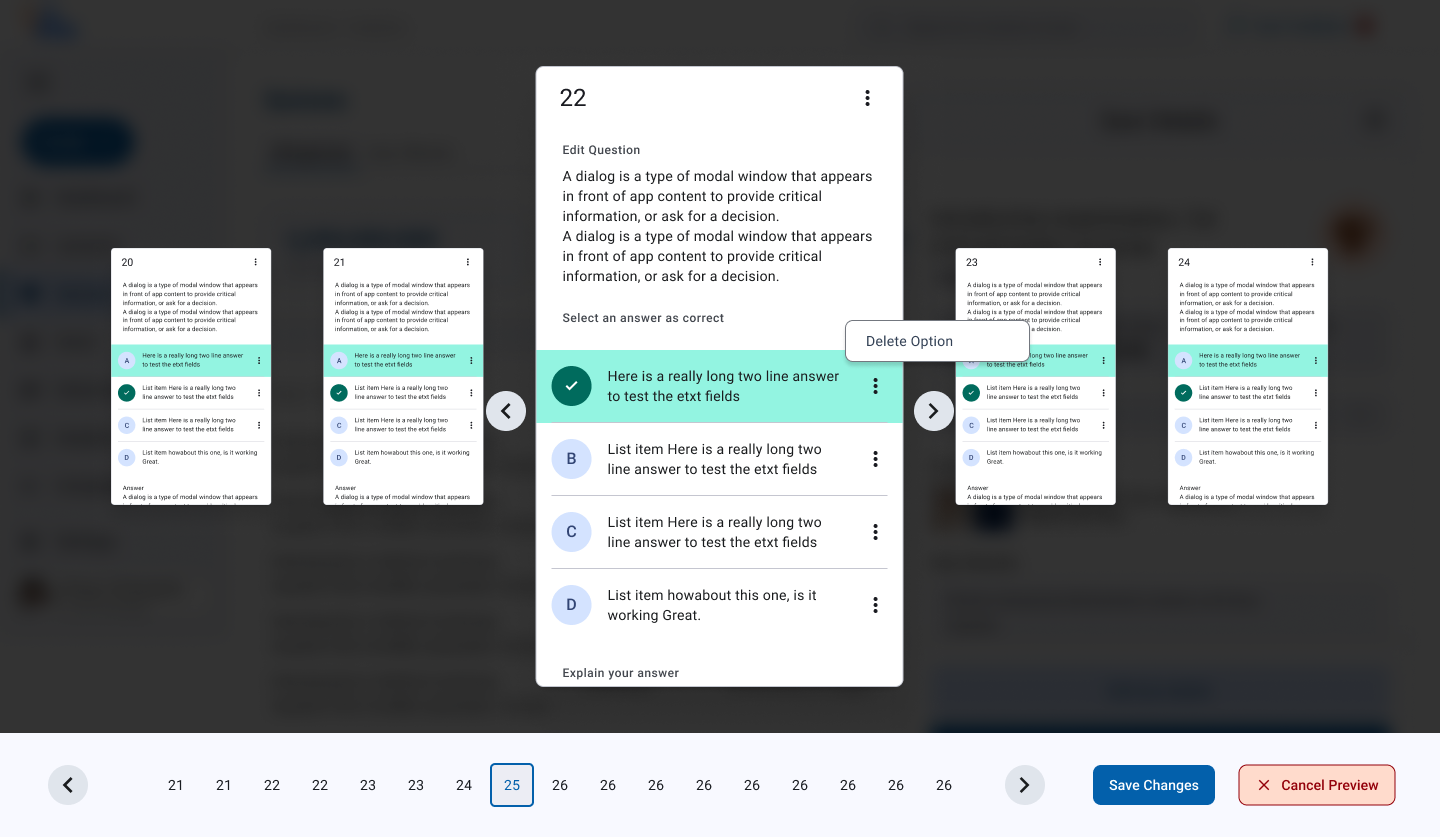 22
Edit Question
A dialog is a type of modal window that appears
in front of app content to provide critical
information, or ask for a decision.
A dialog is a type of modal window that appears
in front of app content to provide critical
information, or ask for a decision.
Select an answer as correct
Delete Option
Here is a really long two line answer
to test the etxt fields
B
List item Here is a really long two
line answer to test the etxt fields
C
List item Here is a really long two
line answer to test the etxt fields
D
List item howabout this one, is it
working Great.
Explain your answer
20
A dialog is a type of modal window that appears
in front of app content to provide critical
information, or ask for a decision.
A dialog is a type of modal window that appears
in front of app content to provide critical
information, or ask for a decision.
A
Here is a really long two line answer
to test the etxt fields
List item Here is a really long two
line answer to test the etxt fields
C
List item Here is a really long two
line answer to test the etxt fields
D
List item howabout this one, is it working
Great.
Answer
A dialog is a type of modal window that appears
21
A dialog is a type of modal window that appears
in front of app content to provide critical
information, or ask for a decision.
A dialog is a type of modal window that appears
in front of app content to provide critical
information, or ask for a decision.
A
Here is a really long two line answer
to test the etxt fields
List item Here is a really long two
line answer to test the etxt fields
C
List item Here is a really long two
line answer to test the etxt fields
D
List item howabout this one, is it working
Great.
Answer
A dialog is a type of modal window that appears
23
A dialog is a type of modal window that appears
in front of app content to provide critical
information, or ask for a decision.
A dialog is a type of modal window that appears
in front of app content to provide critical
a decision.
A
long two line answer
to test the etxt fields
List item Here is a really long two
line answer to test the etxt fields
C
List item Here is a really long two
line answer to test the etxt fields
D
List item howabout this one, is it working
Great.
Answer
A dialog is a type of modal window that appears
24
A dialog is a type of modal window that appears
in front of app content to provide critical
information, or ask for a decision.
A dialog is a type of modal window that appears
in front of app content to provide critical
information, or ask for a decision.
A
Here is a really long two line answer
to test the etxt fields
List item Here is a really long two
line answer to test the etxt fields
C
List item Here is a really long two
line answer to test the etxt fields
D
List item howabout this one, is it working
Great.
Answer
A dialog is a type of modal window that appears
21 21 22 22 23 23 24 25 26 26 26 26 26 26 26 26 26
Save Changes
Cancel Preview